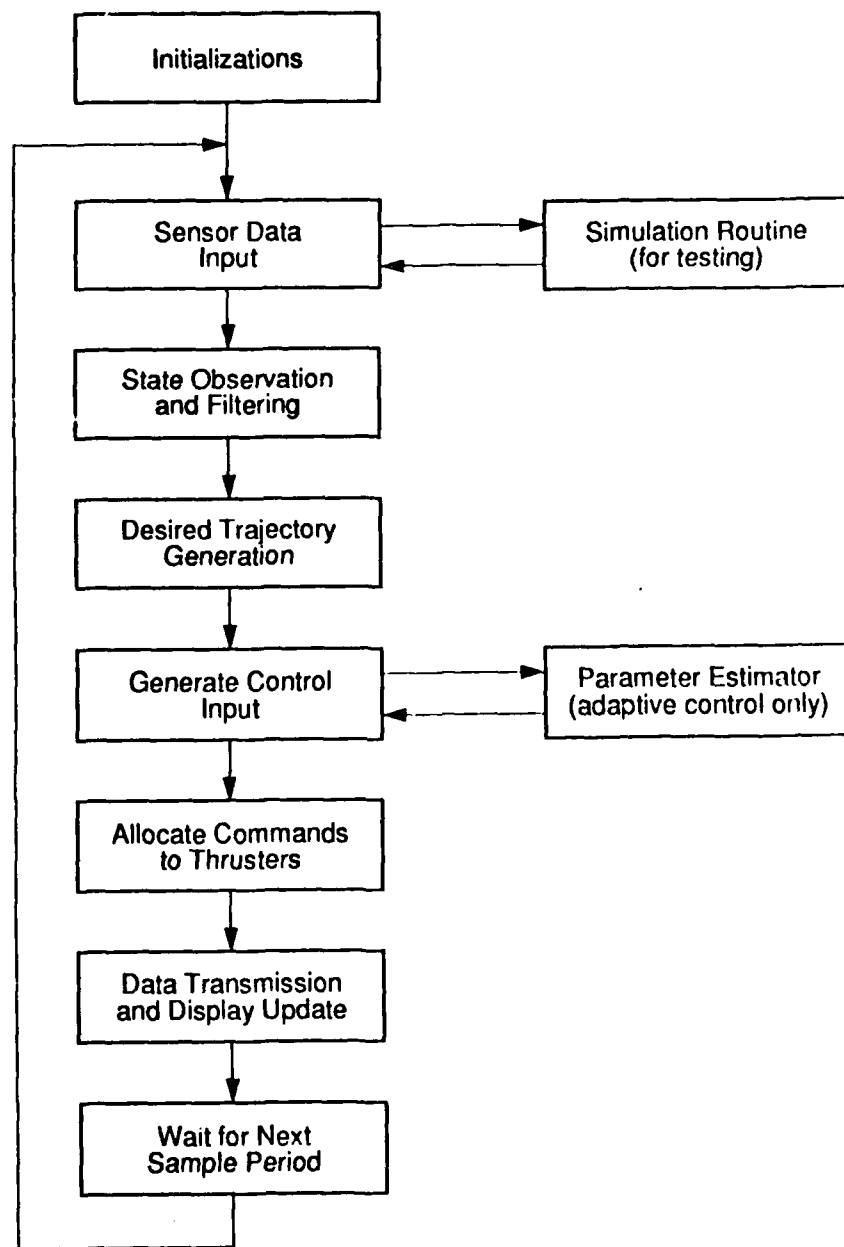 Initializations
Sensor Data
Input
Simulation Routine
(for testing)
State Observation
and Filtering
Desired Trajectory
Generation
Generate Control
Input
Parameter Estimator
(adaptive control only)
Allocate Commands
to Thrusters
Data Transmission
and Display Update
Wait for Next
Sample Period